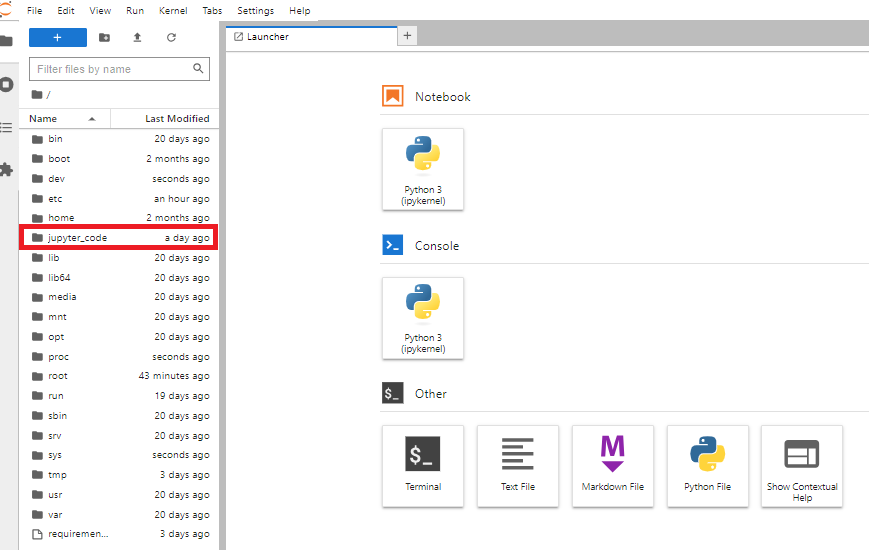 File Edit View Run Kernel Tabs Settings Help
+
Launcher
+
Filter files by name
/
Name Last Modified
bin 20 days ago
boot 2 months ago
dev seconds ago
etc an hour ago
home 2 months ago
jupyter_code a day ago
lib 20 days ago
lib64 20 days ago
media 20 days ago
mnt 20 days ago
opt 20 days ago
proc seconds ago
root 43 minutes ago
run 19 days ago
sbin 20 days ago
srv 20 days ago
sys seconds ago
tmp 3 days ago
usr 20 days ago
var 20 days ago
requiremen... 3 days ago
Notebook
Python 3
(ipykernel)
>_ Console
Python 3
(ipykernel)
$_ Other
$_
Terminal
Text File
M
Markdown File
Python File
Show Contextual
Help